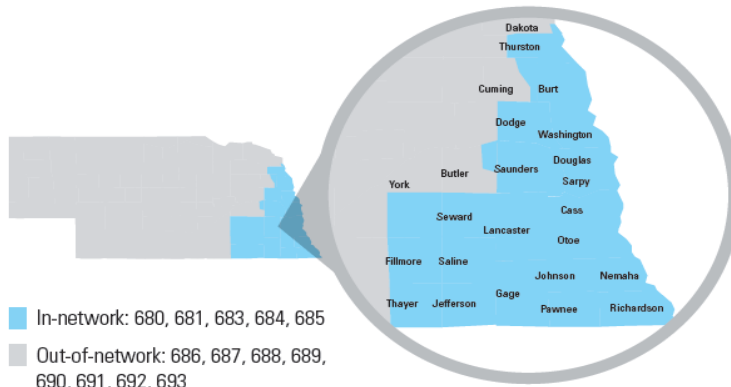 Dakota
Thurston
Cuming
Burt
Dodge
Washington
Douglas
Saunders
Butler
Sarpy
York
Cass
Seward
Lancaster
Otoe
Fillmore
Saline
Johnson
Nemaha
Gage
Thayer
Jefferson
Pawnee
Richardson
In-network: 680, 681, 683, 684, 685
Out-of-network: 686, 687, 688, 689,
690, 691, 692, 693